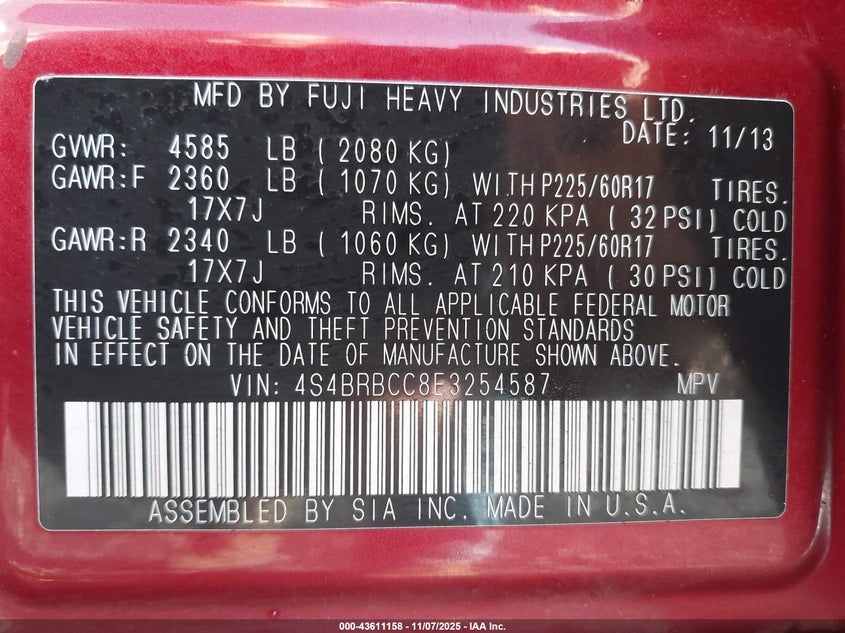 MFD BY FUJI HEAVY INDUSTRIES LTD.
DATE: 11/13
GVWR: 4585 LB ( 2080 KG)
GAWR:F 2360 LB ( 1070 KG) WITH P225/60R17 TIRES.
17X7J RIMS. AT 220 KPA ( 32 PSI) COLD
GAWR:R 2340 LB ( 1060 KG) WITH P225/60R17 TIRES.
17X7J RIMS. AT 210 KPA ( 30 PSI) COLD
THIS VEHICLE CONFORMS TO ALL APPLICABLE FEDERAL MOTOR
VEHICLE SAFETY AND THEFT PREVENTION STANDARDS
IN EFFECT ON THE DATE OF MANUFACTURE SHOWN ABOVE.
VIN: 4S4BRBCC8E3254587 MPV
ASSEMBLED BY SIA INC. MADE IN U.S.A.
000-43611158 - 11/07/2025 - IAA Inc.